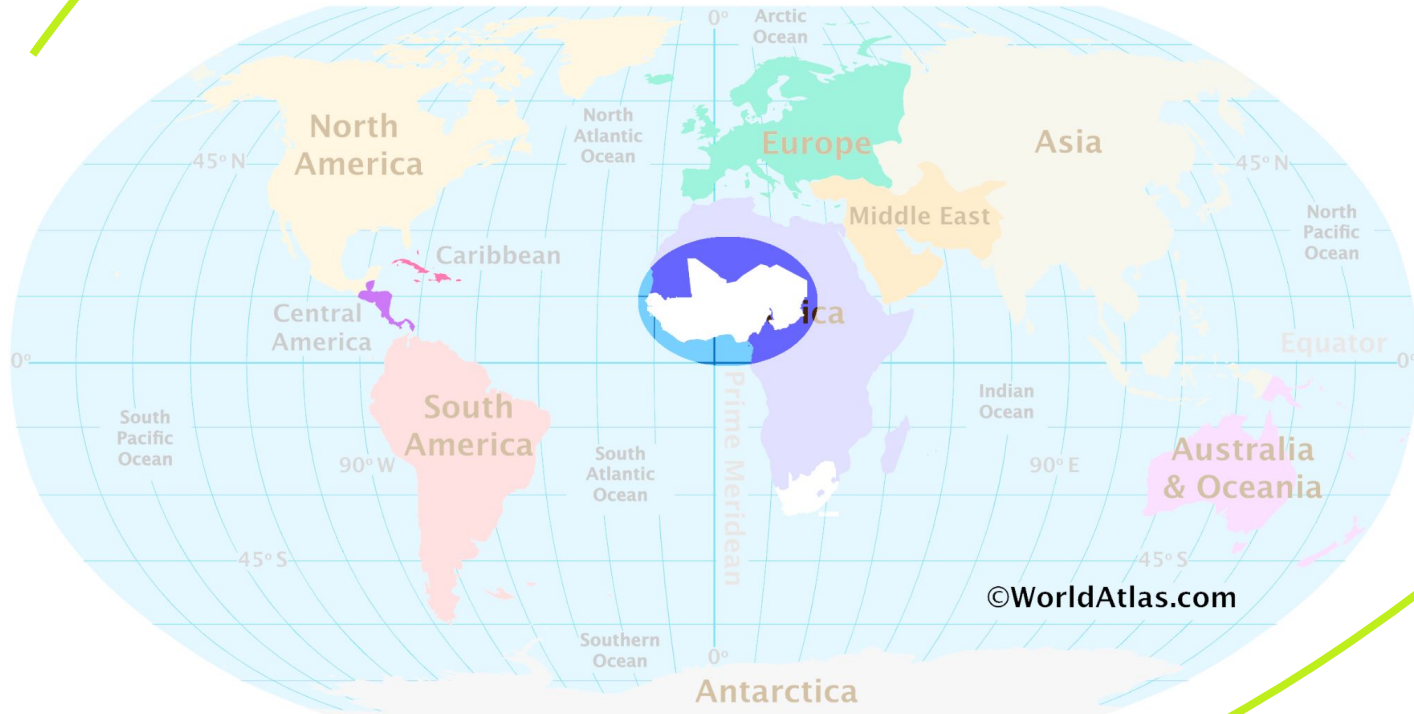 0°
Arctic
Ocean
North
America
North
Atlantic
Ocean
Europe
Asia
45° N
45° N
Middle East
North
Pacific
Ocean
Caribbean
Central
America
ica
0°
Equator
0°
South
Pacific
Ocean
South
America
90° W
South
Atlantic
Ocean
Prime Meridean
Indian
Ocean
90° E
Australia
& Oceania
45° S
45° S
©WorldAtlas.com
Southern
Ocean
0°
Antarctica